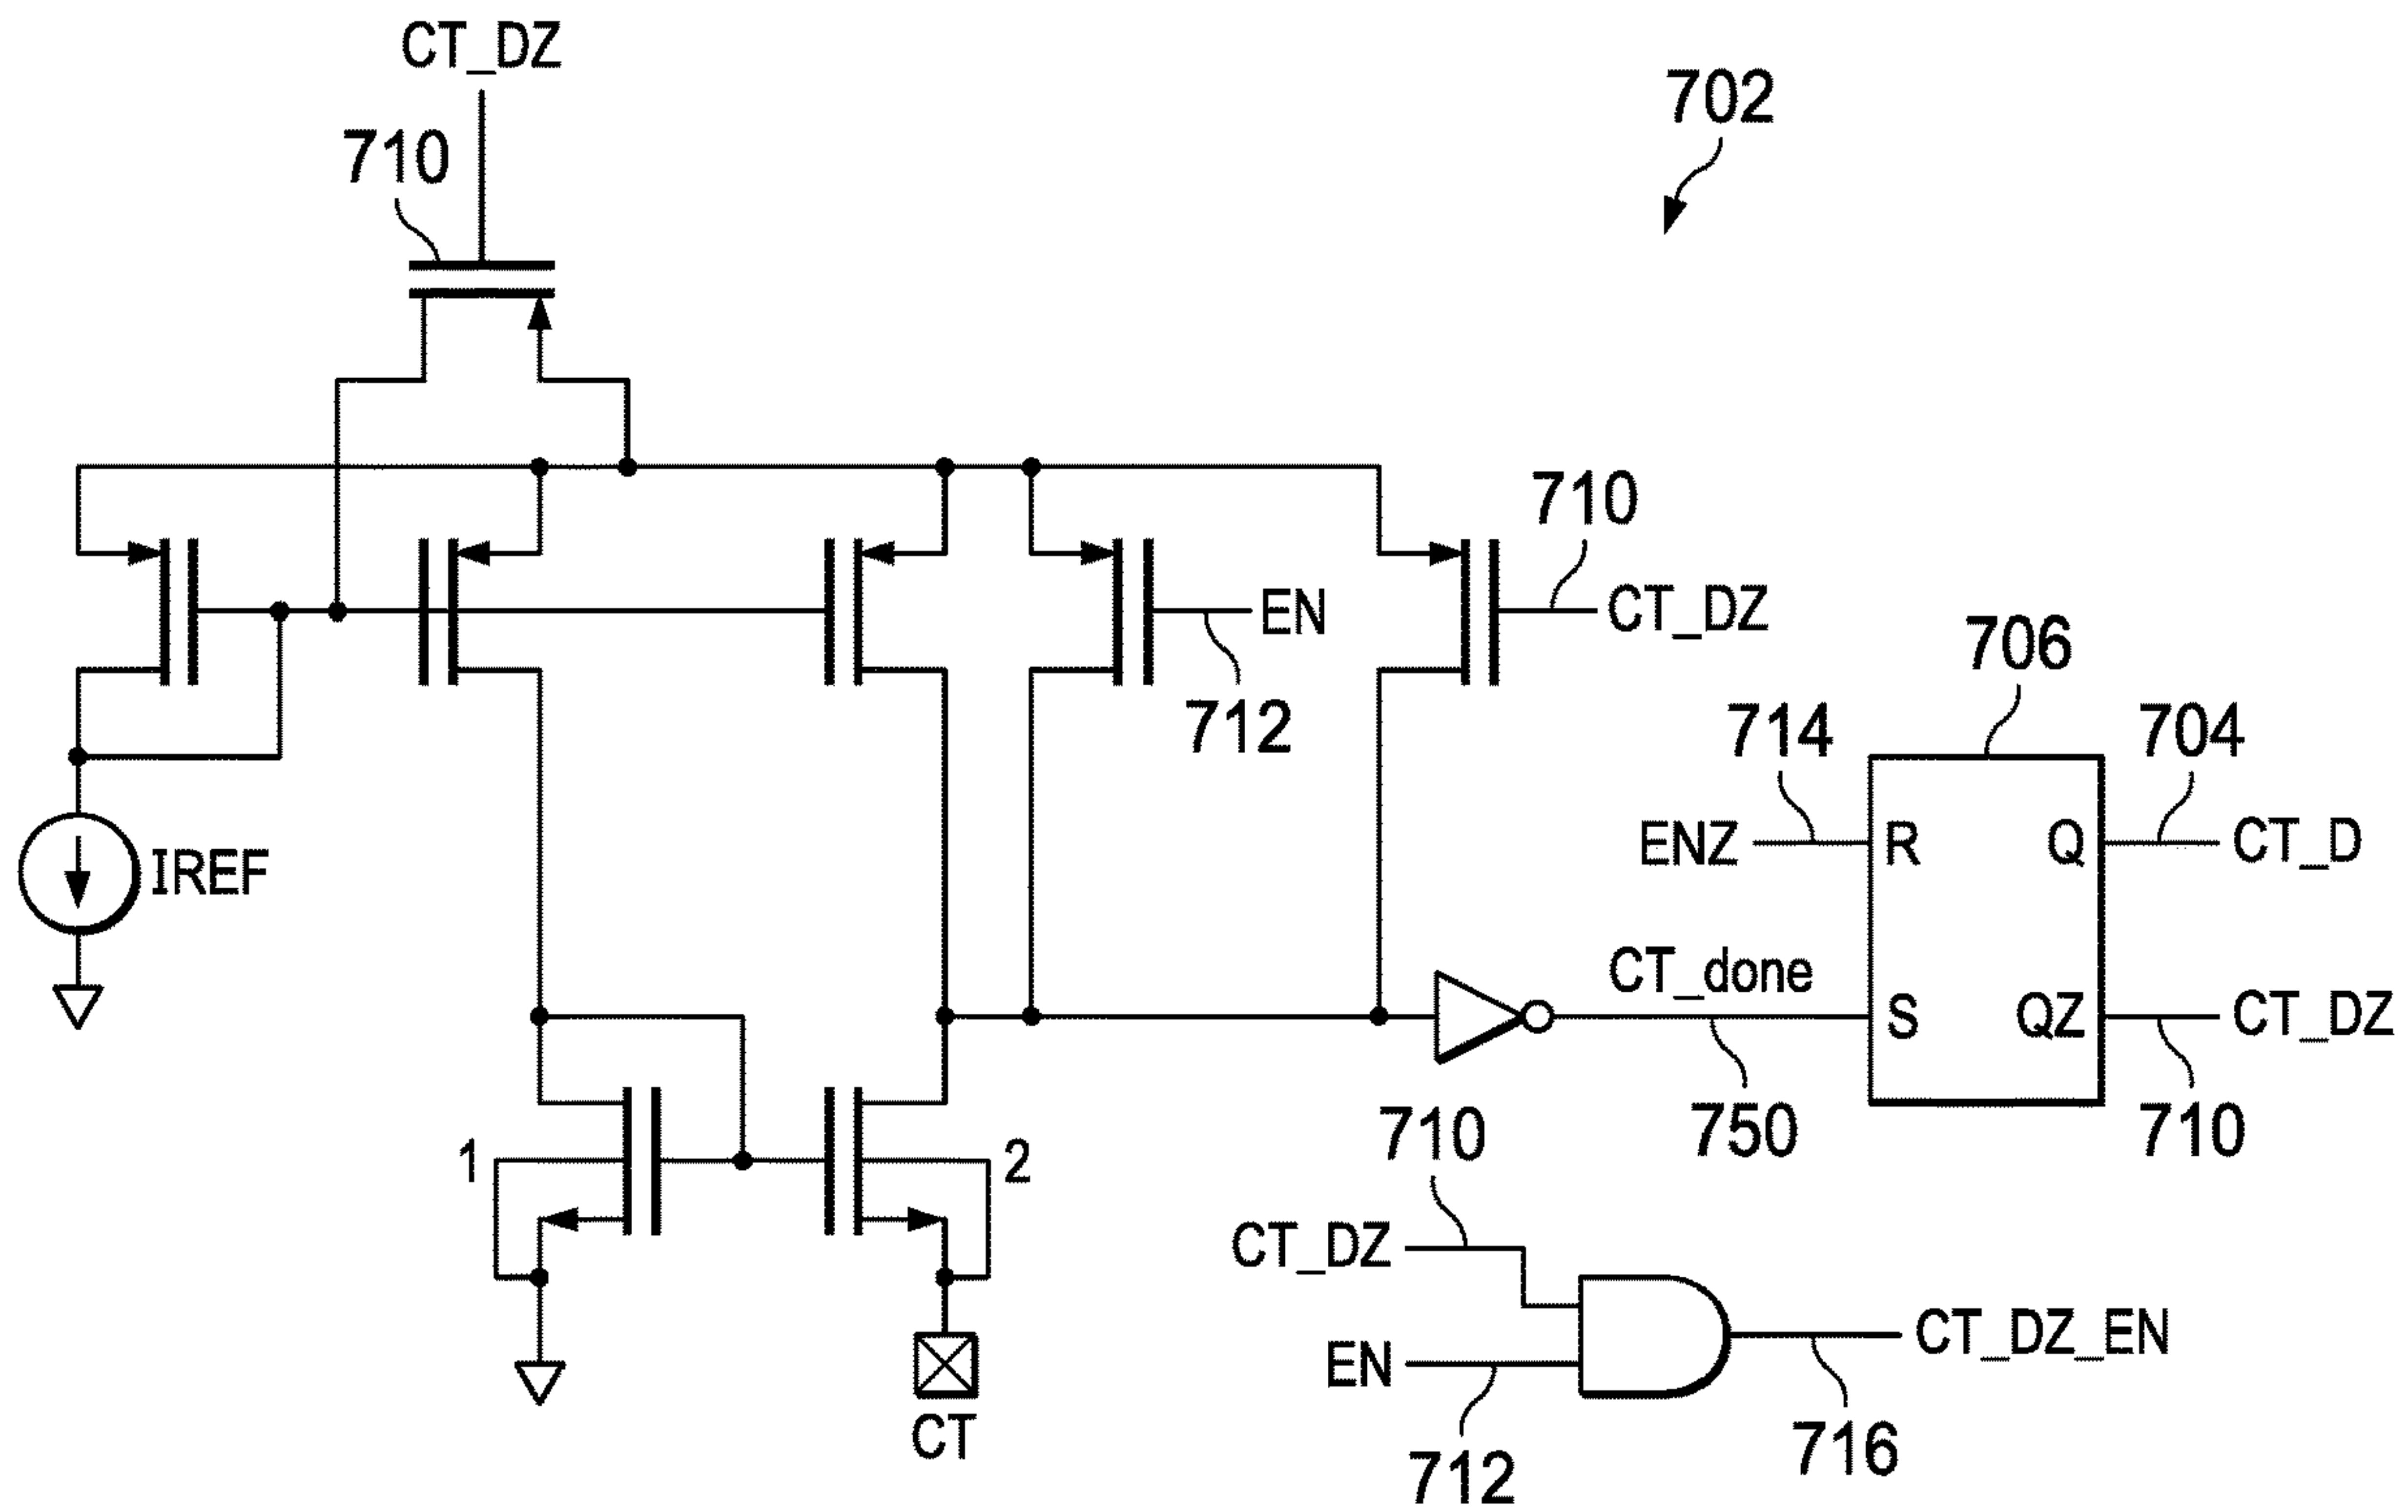 CT_DZ
702
710
710
CT_DZ
EN
712
706
714
704
IREF
ENZ
R
Q
CT_D
CT_done
S
QZ
CT_DZ
750
710
710
1
2
CT_DZ
EN
CT_DZ_EN
CT
712
716